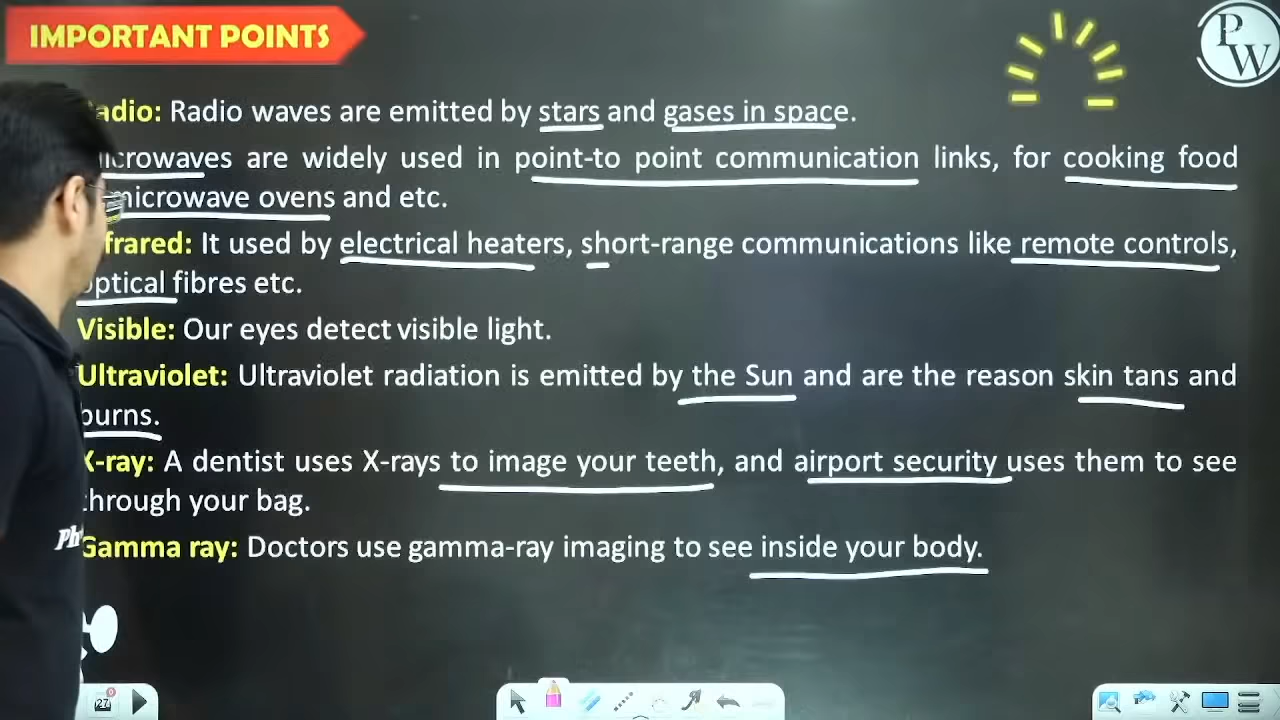 IMPORTANT POINTS
PW
adio: Radio waves are emitted by stars and gases in space.
icrowaves are widely used in point-to point communication links, for cooking food
microwave ovens and etc.
frared: It used by electrical heaters, short-range communications like remote controls,
optical fibres etc.
Visible: Our eyes detect visible light.
Ultraviolet: Ultraviolet radiation is emitted by the Sun and are the reason skin tans and
burns.
X-ray: A dentist uses X-rays to image your teeth, and airport security uses them to see
through your bag.
Gamma ray: Doctors use gamma-ray imaging to see inside your body.
Ph
27